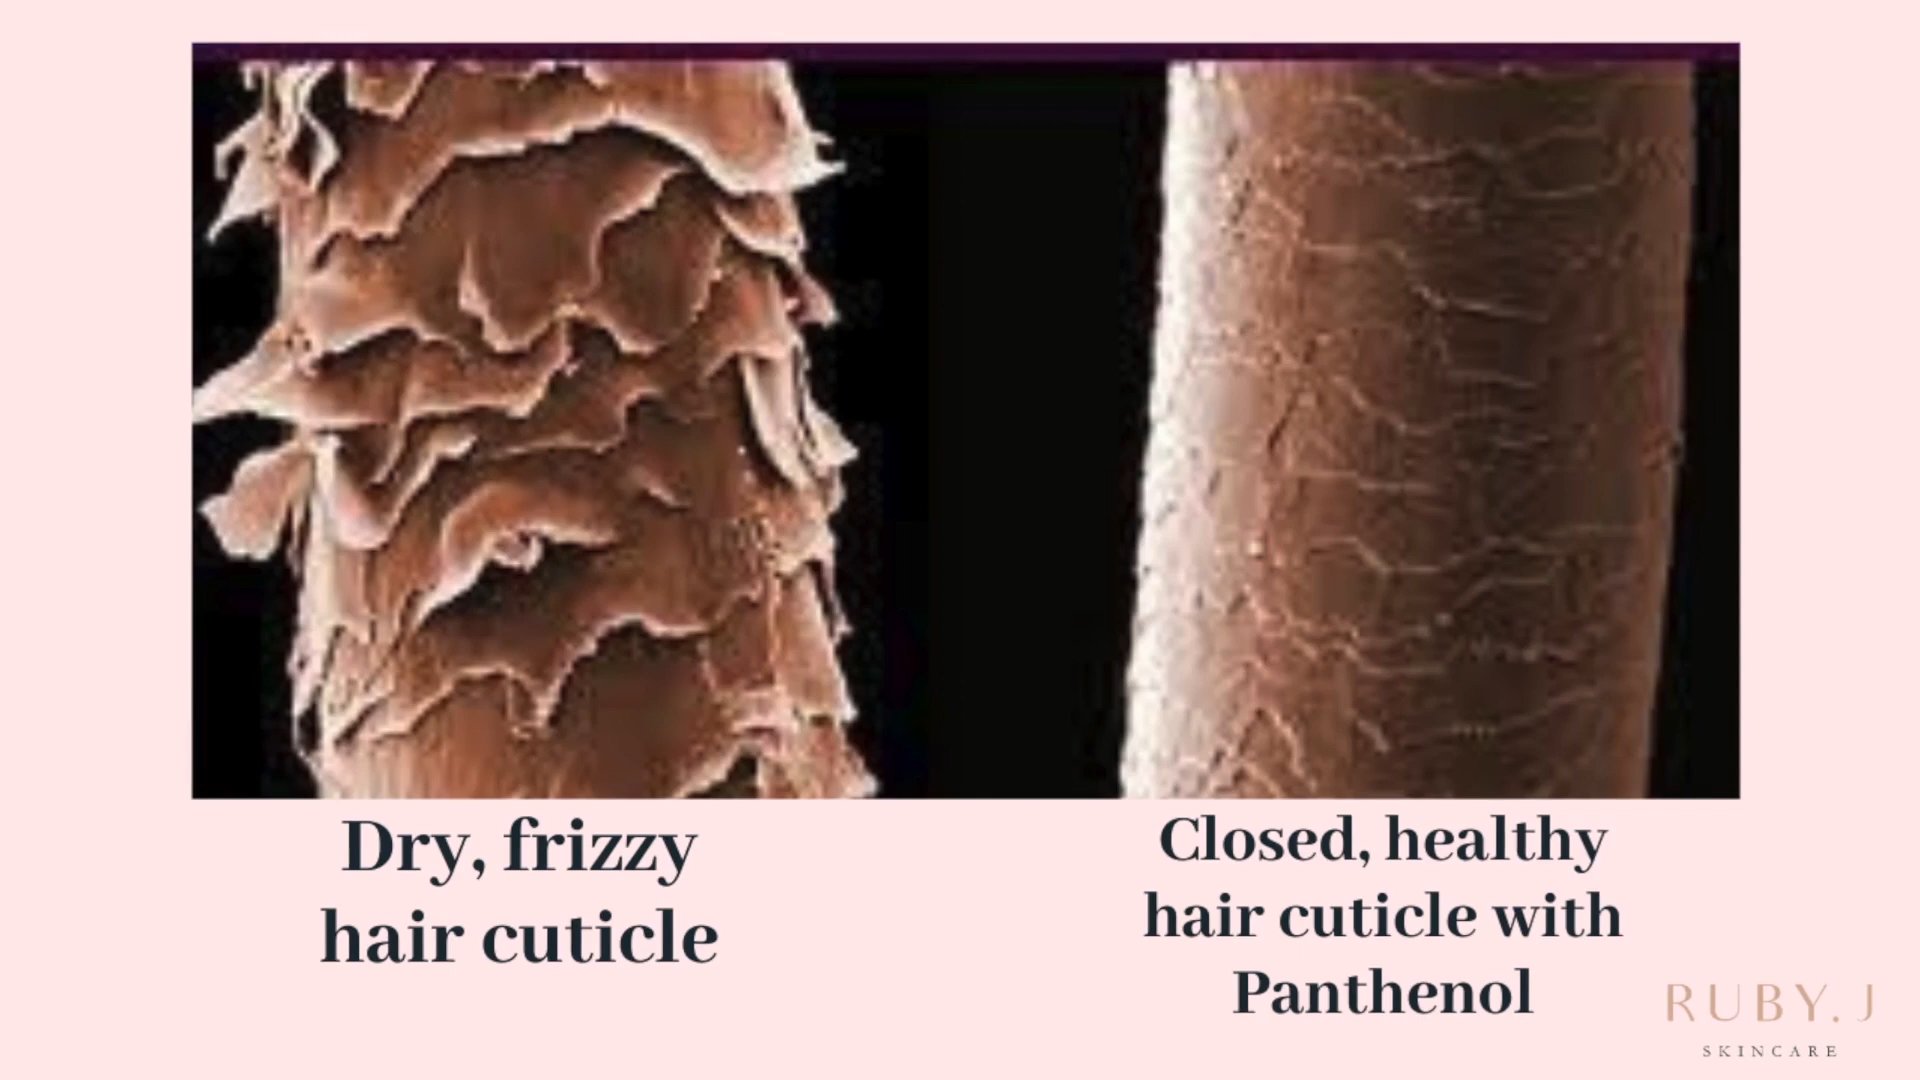 Dry, frizzy
hair cuticle
Closed, healthy
hair cuticle with
Panthenol
RUBY. J
SKINCARE